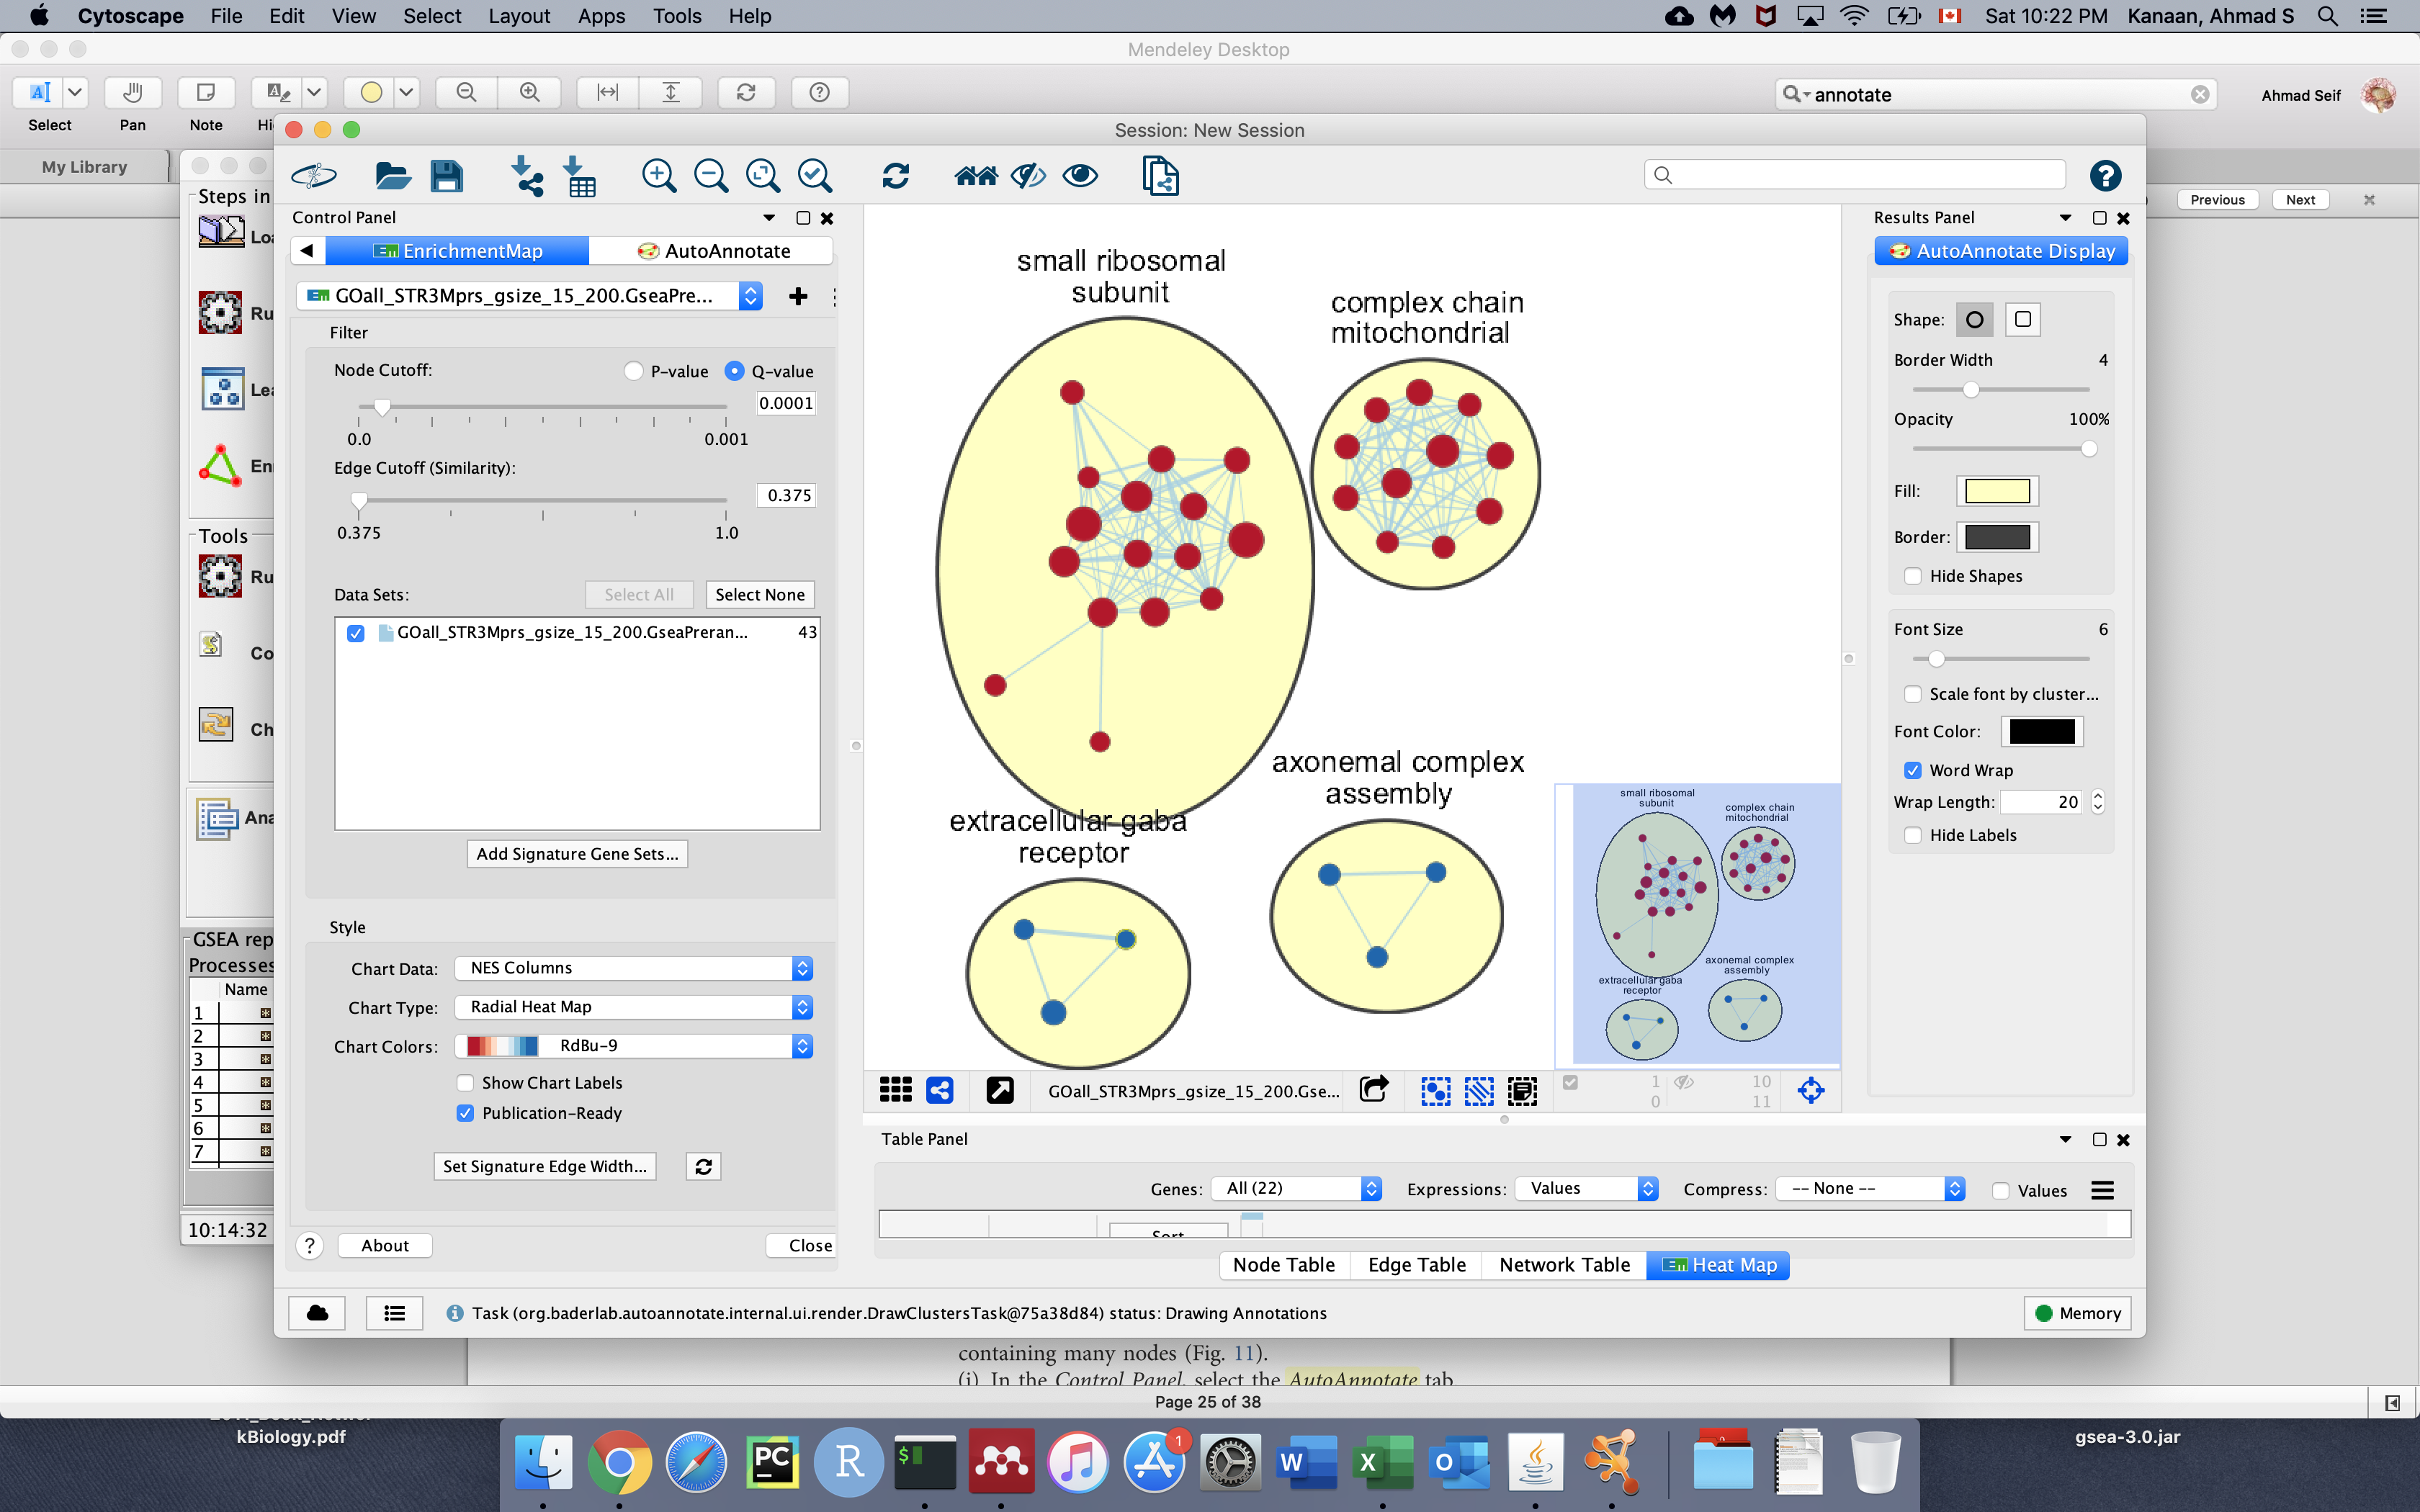 Cytoscape File Edit View Select Layout Apps Tools Help
Sat 10:22 PM Kanaan, Ahmad S
Mendeley Desktop
annotate
Ahmad Seif
Select Pan Note Hi
My Library
Session: New Session
Previous Next
Steps in
Loa
Ru
Lea
En
Tools
Ru
Co
Ch
Ana
GSEA rep
Processes
Name
1
2
3
4
5
6
7
10:14:32
Control Panel
EnrichmentMap AutoAnnotate
GOall_STR3Mprs_gsize_15_200.GseaPre...
Filter
Node Cutoff: P-value Q-value
0.0001
0.0 0.001
Edge Cutoff (Similarity):
0.375
0.375 1.0
Data Sets: Select All Select None
GOall_STR3Mprs_gsize_15_200.GseaPreran... 43
Add Signature Gene Sets...
Style
Chart Data: NES Columns
Chart Type: Radial Heat Map
Chart Colors: RdBu-9
Show Chart Labels
Publication-Ready
Set Signature Edge Width...
? About Close
small ribosomal
subunit
complex chain
mitochondrial
extracellular gaba
receptor
axonemal complex
assembly
small ribosomal
subunit
complex chain
mitochondrial
axonemal complex
assembly
extracellular gaba
receptor
GOall_STR3Mprs_gsize_15_200.Gse...
1 10
0 11
Results Panel
AutoAnnotate Display
Shape:
Border Width 4
Opacity 100%
Fill:
Border:
Hide Shapes
Font Size 6
Scale font by cluster...
Font Color:
Word Wrap
Wrap Length: 20
Hide Labels
Table Panel
Genes: All (22) Expressions: Values Compress: -- None -- Values
Sort
Node Table Edge Table Network Table Heat Map
Task (org.baderlab.autoannotate.internal.ui.render.DrawClustersTask@75a38d84) status: Drawing Annotations
Memory
containing many nodes (Fig. 11).
(i) In the Control Panel, select the AutoAnnotate tab
Page 25 of 38
kBiology.pdf
gsea-3.0.jar
PC
R
$
1
W
X
O